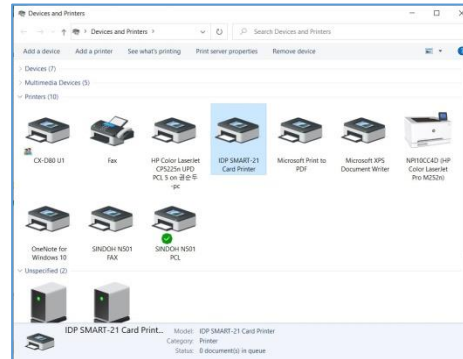 Devices and Printers
Devices and Printers
Search Devices and Printers
Add a device Add a printer See what's printing Print server properties Remove device
Devices (7)
Multimedia Devices (5)
Printers (10)
CX-D80 U1
Fax
HP Color LaserJet
CP5225n UPD
PCL 5 on 금순두
-pc
IDP SMART-21
Card Printer
Microsoft Print to
PDF
Microsoft XPS
Document Writer
HP
Color LaserJet
Pro M252n)
OneNote for
Windows 10
SINDOH N501
FAX
SINDOH N501
PCL
Unspecified (2)
IDP SMART-21 Card Print...
Model: IDP SMART-21 Card Printer
Category: Printer
Status: 0 document(s) in queue